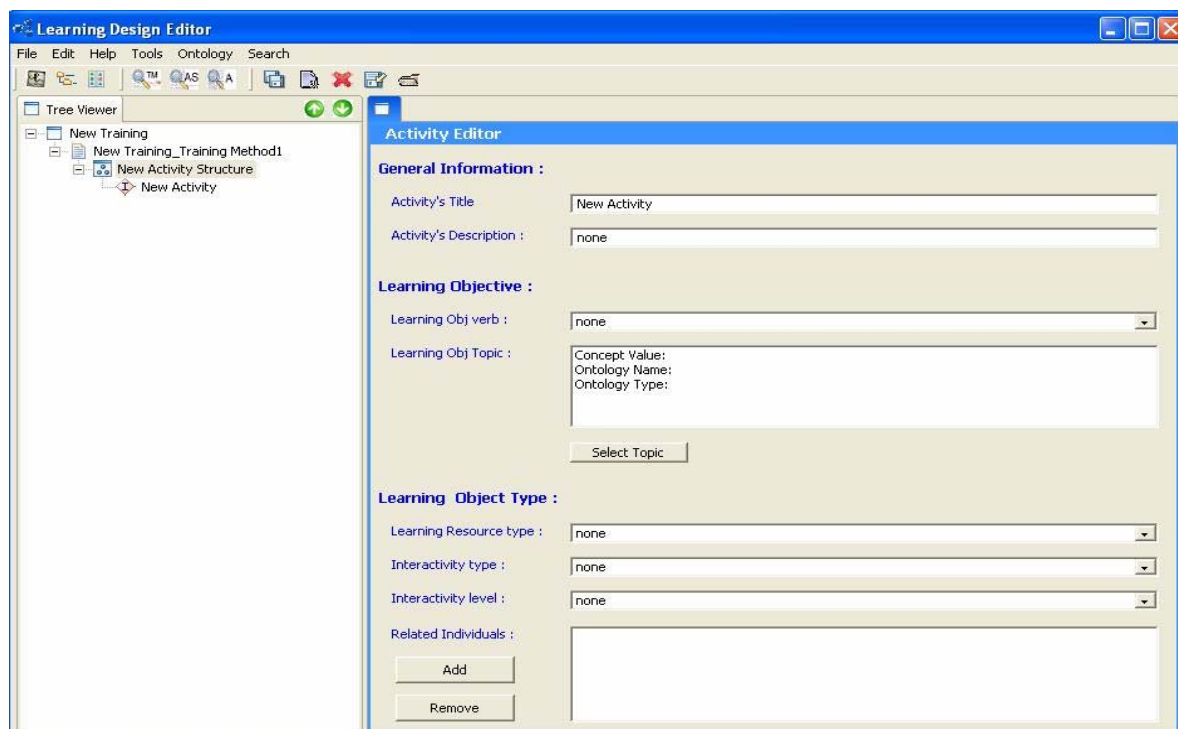 Learning Design Editor
File Edit Help Tools Ontology Search
TM AS A
Tree Viewer
New Training
New Training_Training Method1
New Activity Structure
New Activity
Activity Editor
General Information :
Activity's Title
New Activity
Activity's Description :
none
Learning Objective :
Learning Obj verb :
none
Learning Obj Topic :
Concept Value:
Ontology Name:
Ontology Type:
Select Topic
Learning Object Type :
Learning Resource type :
none
Interactivity type :
none
Interactivity level :
none
Related Individuals :
Add
Remove